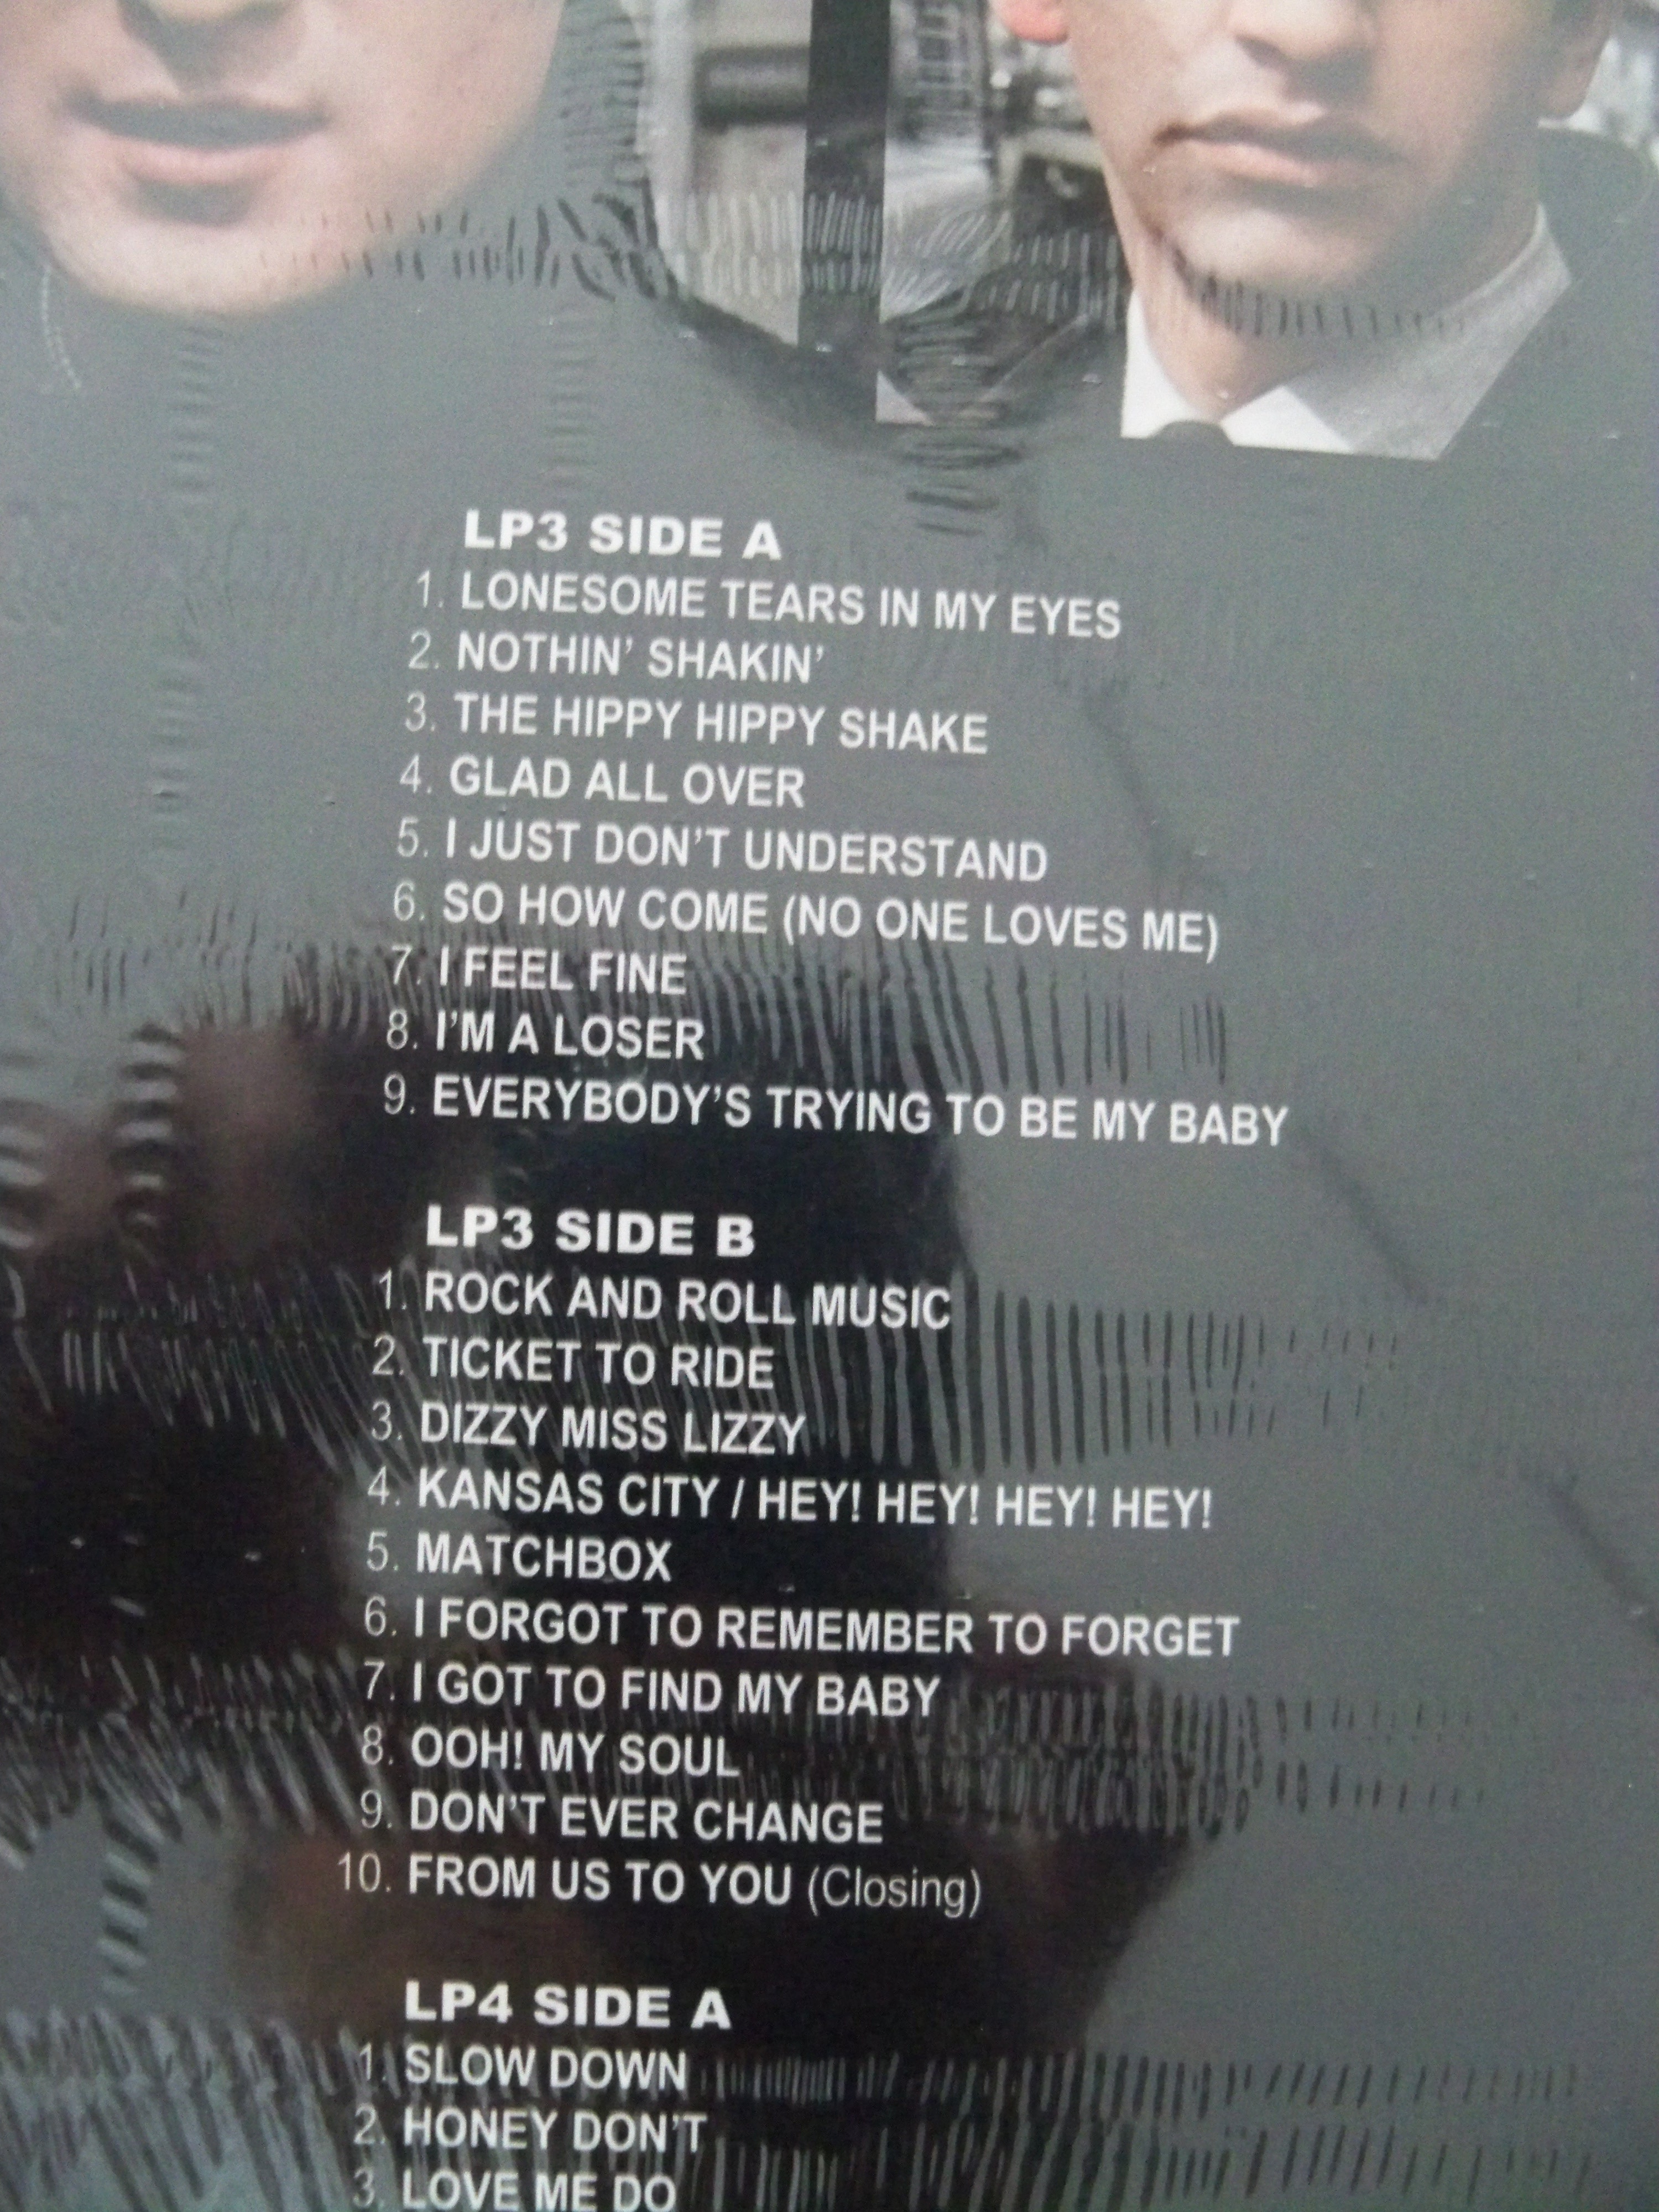 LP3 SIDE A
1. LONESOME TEARS IN MY EYES
2. NOTHIN' SHAKIN'
3. THE HIPPY HIPPY SHAKE
4. GLAD ALL OVER
5. I JUST DON'T UNDERSTAND
6. SO HOW COME (NO ONE LOVES ME)
7. I FEEL FINE
8. I'M A LOSER
9. EVERYBODY'S TRYING TO BE MY BABY
LP3 SIDE B
1. ROCK AND ROLL MUSIC
2. TICKET TO RIDE
3. DIZZY MISS LIZZY
4. KANSAS CITY / HEY! HEY! HEY! HEY!
5. MATCHBOX
6. I FORGOT TO REMEMBER TO FORGET
7. I GOT TO FIND MY BABY
8. OOH! MY SOUL
9. DON'T EVER CHANGE
10. FROM US TO YOU (Closing)
LP4 SIDE A
1. SLOW DOWN
2. HONEY DON'T
3. LOVE ME DO